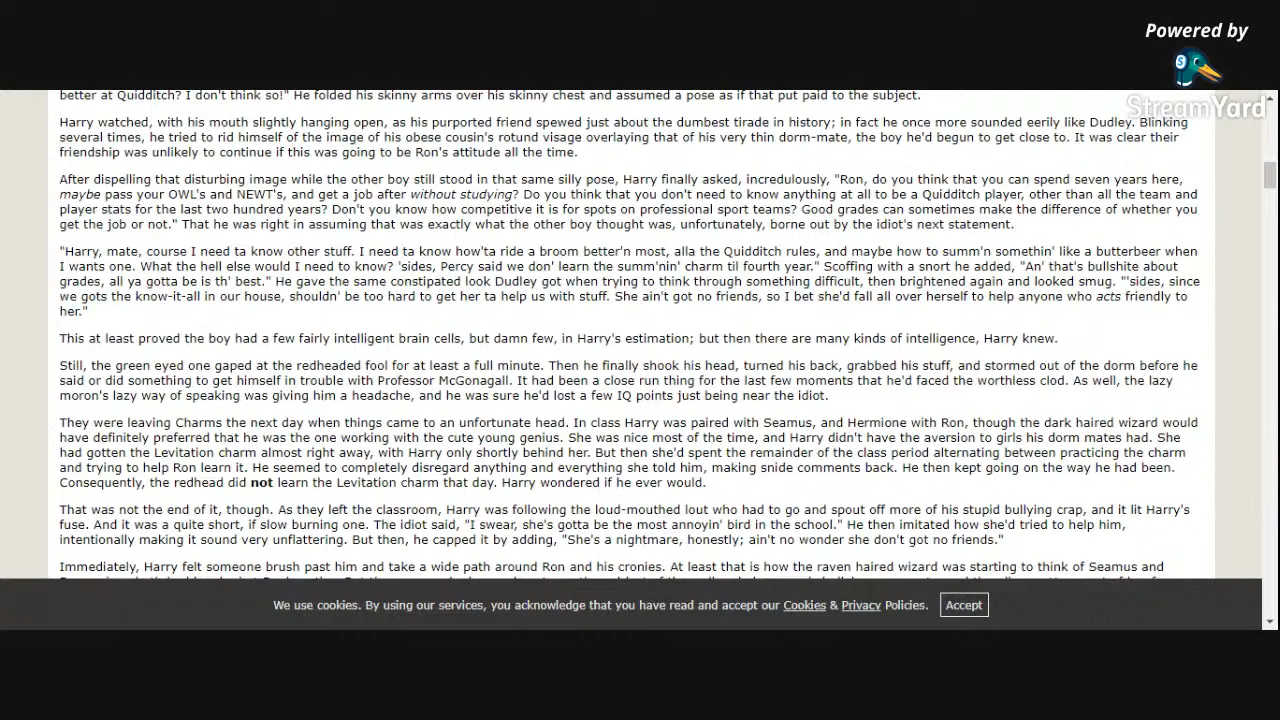 Powered by
StreamYard
better at Quidditch? I don't think so!" He folded his skinny arms over his skinny chest and assumed a pose as if that put paid to the subject.
Harry watched, with his mouth slightly hanging open, as his purported friend spewed just about the dumbest tirade in history; in fact he once more sounded eerily like Dudley. Blinking
several times, he tried to rid himself of the image of his obese cousin's rotund visage overlaying that of his very thin dorm-mate, the boy he'd begun to get close to. It was clear their
friendship was unlikely to continue if this was going to be Ron's attitude all the time.
After dispelling that disturbing image while the other boy still stood in that same silly pose, Harry finally asked, incredulously, "Ron, do you think that you can spend seven years here,
maybe pass your OWL's and NEWT's, and get a job after without studying? Do you think that you don't need to know anything at all to be a Quidditch player, other than all the team and
player stats for the last two hundred years? Don't you know how competitive it is for spots on professional sport teams? Good grades can sometimes make the difference of whether you
get the job or not." That he was right in assuming that was exactly what the other boy thought was, unfortunately, borne out by the idiot's next statement.
"Harry, mate, course I need ta know other stuff. I need ta know how'ta ride a broom better'n most, alla the Quidditch rules, and maybe how to summ'n somethin' like a butterbeer when
I wants one. What the hell else would I need to know? 'sides, Percy said we don' learn the summ'nin' charm til fourth year." Scoffing with a snort he added, "An' that's bullshite about
grades, all ya gotta be is th' best." He gave the same constipated look Dudley got when trying to think through something difficult, then brightened again and looked smug. "'sides, since
we gots the know-it-all in our house, shouldn' be too hard to get her ta help us with stuff. She ain't got no friends, so I bet she'd fall all over herself to help anyone who acts friendly to
her."
This at least proved the boy had a few fairly intelligent brain cells, but damn few, in Harry's estimation; but then there are many kinds of intelligence, Harry knew.
Still, the green eyed one gaped at the redheaded fool for at least a full minute. Then he finally shook his head, turned his back, grabbed his stuff, and stormed out of the dorm before he
said or did something to get himself in trouble with Professor McGonagall. It had been a close run thing for the last few moments that he'd faced the worthless clod. As well, the lazy
moron's lazy way of speaking was giving him a headache, and he was sure he'd lost a few IQ points just being near the idiot.
They were leaving Charms the next day when things came to an unfortunate head. In class Harry was paired with Seamus, and Hermione with Ron, though the dark haired wizard would
have definitely preferred that he was the one working with the cute young genius. She was nice most of the time, and Harry didn't have the aversion to girls his dorm mates had. She
had gotten the Levitation charm almost right away, with Harry only shortly behind her. But then she'd spent the remainder of the class period alternating between practicing the charm
and trying to help Ron learn it. He seemed to completely disregard anything and everything she told him, making snide comments back. He then kept going on the way he had been.
Consequently, the redhead did not learn the Levitation charm that day. Harry wondered if he ever would.
That was not the end of it, though. As they left the classroom, Harry was following the loud-mouthed lout who had to go and spout off more of his stupid bullying crap, and it lit Harry's
fuse. And it was a quite short, if slow burning one. The idiot said, "I swear, she's gotta be the most annoyin' bird in the school." He then imitated how she'd tried to help him,
intentionally making it sound very unflattering. But then, he capped it by adding, "She's a nightmare, honestly; ain't no wonder she don't got no friends."
Immediately, Harry felt someone brush past him and take a wide path around Ron and his cronies. At least that is how the raven haired wizard was starting to think of Seamus and
We use cookies. By using our services, you acknowledge that you have read and accept our Cookies & Privacy Policies. Accept